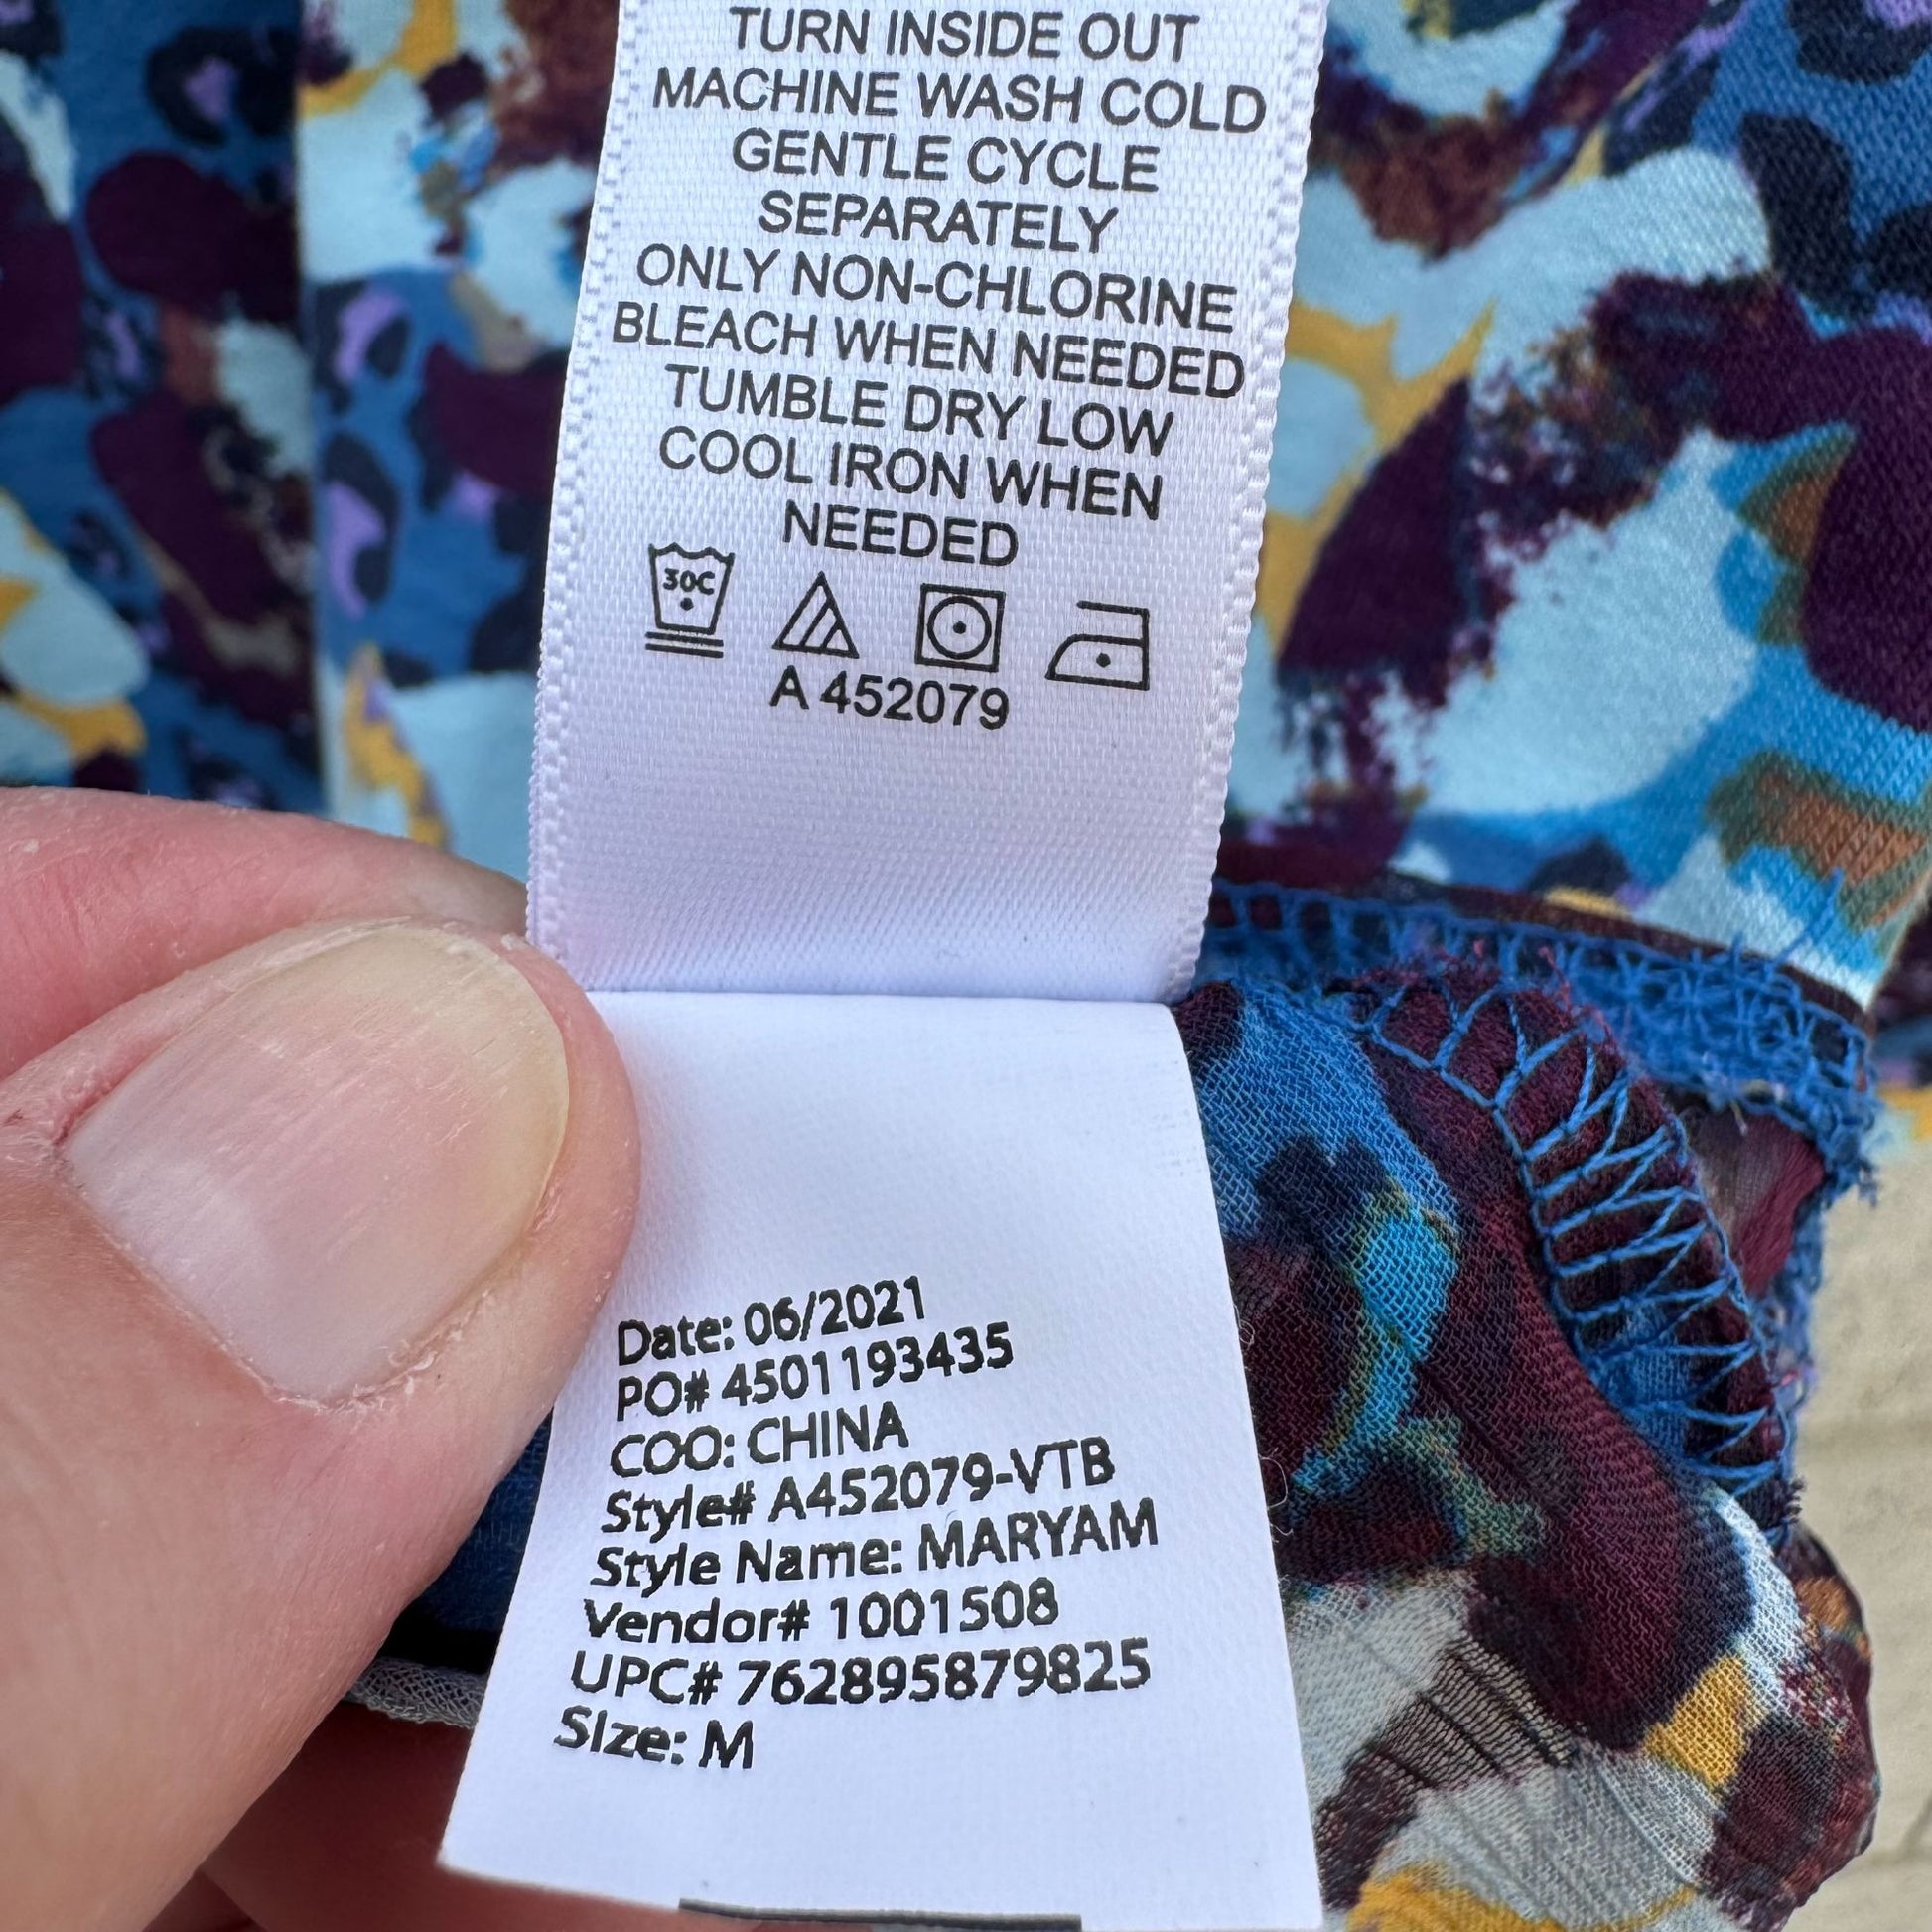 TURN INSIDE OUT
MACHINE WASH COLD
GENTLE CYCLE
SEPARATELY
ONLY NON-CHLORINE
BLEACH WHEN NEEDED
TUMBLE DRY LOW
COOL IRON WHEN
NEEDED
30C
A 452079
Date: 06/2021
PO# 4501193435
COO: CHINA
Style# A452079-VTB
Style Name: MARYAM
Vendor# 1001508
UPC# 762895879825
Size: M